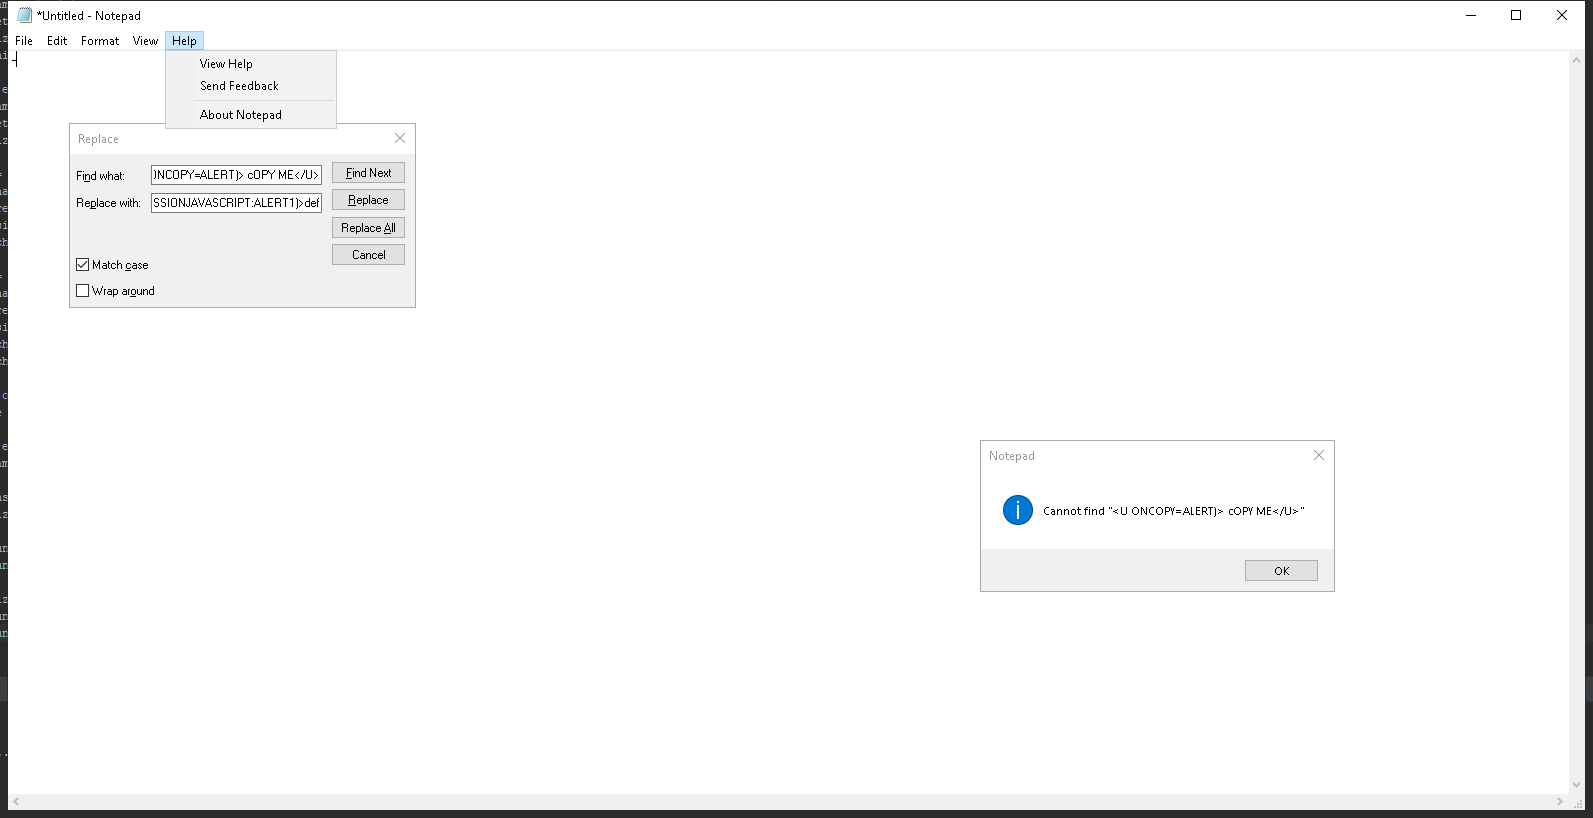 *Untitled - Notepad
File Edit Format View Help
View Help
Send Feedback
About Notepad
Replace
Find what: )NCOPY=ALERT)> cOPY ME</U> Find Next
Replace with: SSIONJAVASCRIPT:ALERT1)>def Replace
Replace All
Cancel
Match case
Wrap around
Notepad
Cannot find "<U ONCOPY=ALERT)> cOPY ME</U>"
OK